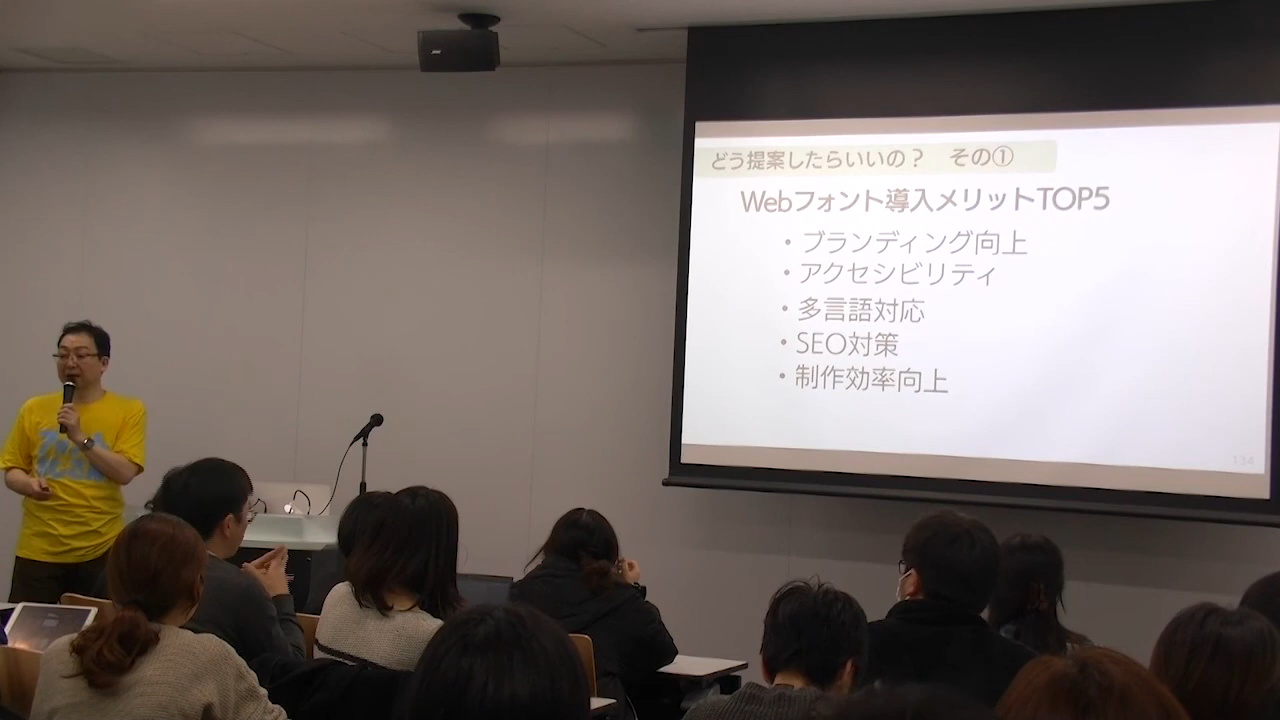 どう提案したらいいの？　その①
Webフォント導入メリットTOP5
・ブランディング向上
・アクセシビリティ
・多言語対応
・SEO対策
・制作効率向上
134